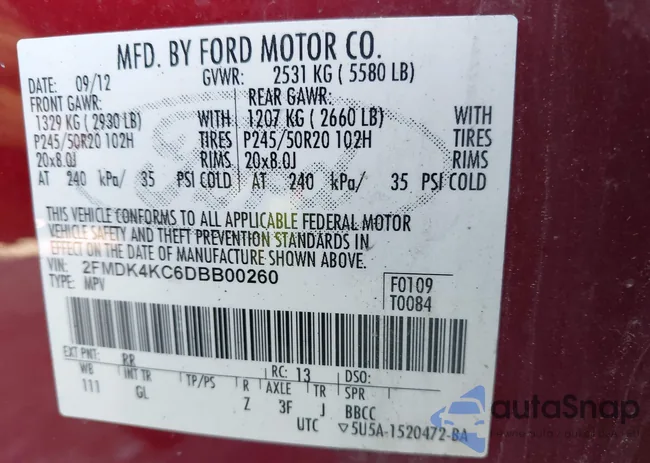 MFD. BY FORD MOTOR CO.
DATE: 09/12 GVWR: 2531 KG ( 5580 LB)
FRONT GAWR: REAR GAWR:
1329 KG ( 2930 LB) WITH 1207 KG ( 2660 LB) WITH
P245/50R20 102H TIRES P245/50R20 102H TIRES
20x8.0J RIMS 20x8.0J RIMS
AT 240 kPa/ 35 PSI COLD AT 240 kPa/ 35 PSI COLD
THIS VEHICLE CONFORMS TO ALL APPLICABLE FEDERAL MOTOR
VEHICLE SAFETY AND THEFT PREVENTION STANDARDS IN
EFFECT ON THE DATE OF MANUFACTURE SHOWN ABOVE.
VIN: 2FMDK4KC6DBB00260 F0109
TYPE: MPV T0084
EXT PNT: RR RC: 13 DSO:
WB INT TR TP/PS R AXLE TR SPR
111 GL Z 3F J BBCC
UTC ▽5U5A-1520472-BA
autoSnap